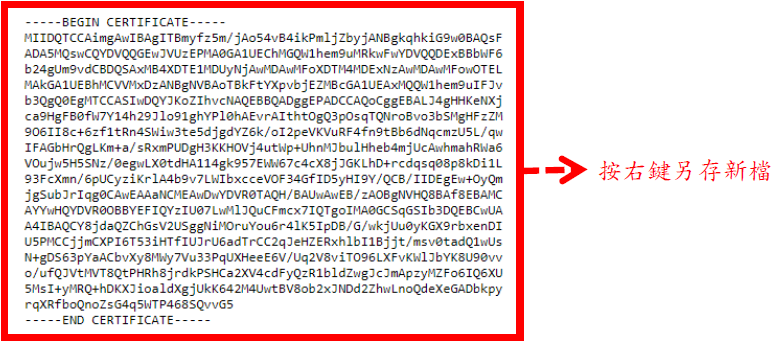 -----BEGIN CERTIFICATE-----
MIIDQTCCAimgAwIBAgITBmyfz5m/jAo54vB4ikPmljZbyjANBgkqhkiG9w0BAQsF
ADA5MQswCQYDVQQGEwJVUzEPMA0GA1UEChMGQW1hem9uMRkwFwYDVQQDExBBbWF6
b24gUm9vdCBDQSAxMB4XDTE1MDUyNjAwMDAwMFoXDTM4MDExNzAwMDAwMFowOTEL
MAkGA1UEBhMCVVMxDzANBgNVBAoTBkFtYXpvbjEZMBcGA1UEAxMQQW1hem9uIFJv
b3QgQ0EgMTCCASIwDQYJKoZIhvcNAQEBBQADggEPADCCAQoCggEBALJ4gHHKeNXj
ca9HgFB0fW7Y14h29Jlo91ghYPl0hAEvrAIthtOgQ3pOsqTQNroBvo3bSMgHFzZM
9O6II8c+6zf1tRn4SWiw3te5djgdYZ6k/oI2peVKVuRF4fn9tBb6dNqcmzU5L/qw
IFAGbHrQgLKm+a/sRxmPUDgH3KKHOVj4utWp+UhnMJbulHheb4mjUcAwhmahRWa6
VOujw5H5SNz/0egwLX0tdHA114gk957EWW67c4cX8jJGKLhD+rcdqsq08p8kDi1L
93FcXmn/6pUCyziKrlA4b9v7LWIbxcceVOF34GfID5yHI9Y/QCB/IIDEgEw+OyQm
jgSubJrIqg0CAwEAAaNCMEAwDwYDVR0TAQH/BAUwAwEB/zAOBgNVHQ8BAf8EBAMC
AYYwHQYDVR0OBBYEFIQYzIU07LwMlJQuCFmcx7IQTgoIMA0GCSqGSIb3DQEBCwUA
A4IBAQCY8jdaQZChGsV2USggNiMOruYou6r4lK5IpDB/G/wkjUu0yKGX9rbxenDI
U5PMCCjjmCXPI6T53iHTfIUJrU6adTrCC2qJeHZERxhlbI1Bjjt/msv0tadQ1wUs
N+gDS63pYaACbvXy8MWy7Vu33PqUXHeeE6V/Uq2V8viTO96LXFvKWlJbYK8U90vv
o/ufQJVtMVT8QtPHRh8jrdkPSHCa2XV4cdFyQzR1bldZwgJcJmApzyMZFo6IQ6XU
5MsI+yMRQ+hDKXJioaldXgjUkK642M4UwtBV8ob2xJNDd2ZhwLnoQdeXeGADbkpy
rqXRfboQnoZsG4q5WTP468SQvvG5
-----END CERTIFICATE-----
按右鍵另存新檔